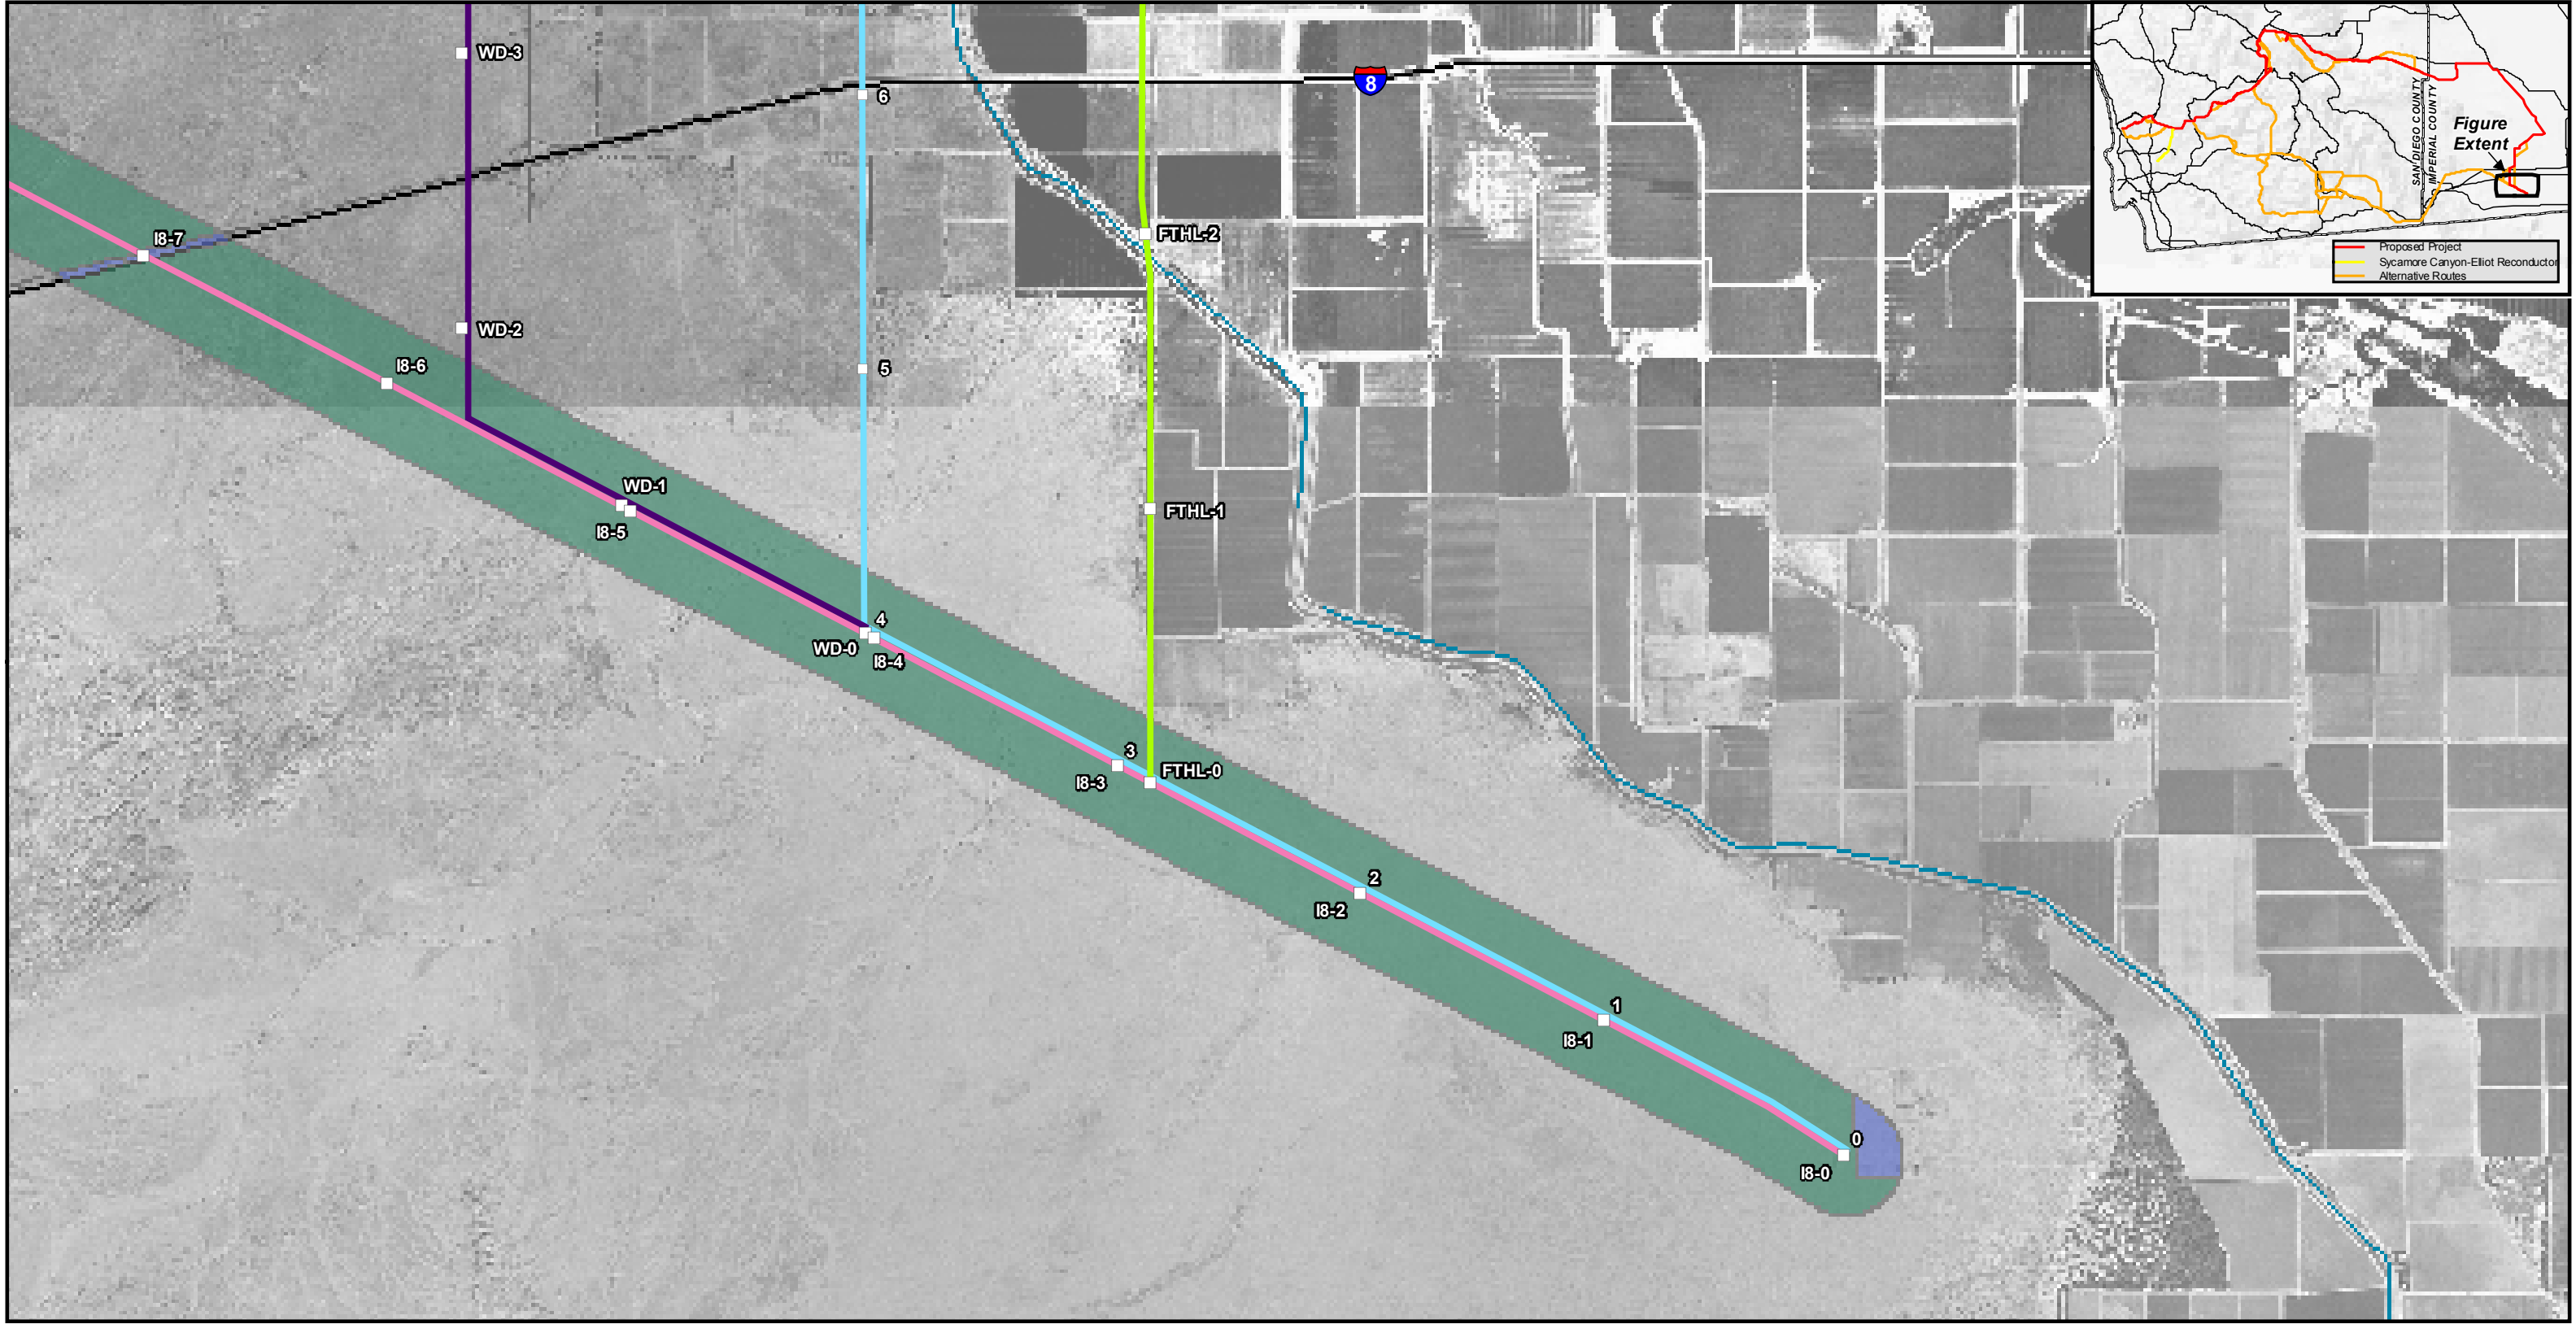 WD-3
6
8
SAN DIEGO COUNTY
IMPERIAL COUNTY
Figure
Extent
Proposed Project
Sycamore Canyon-Elliot Reconductor
Alternative Routes
I8-7
FTHL-2
WD-2
I8-6
5
WD-1
I8-5
FTHL-1
4
WD-0
I8-4
3
FTHL-0
I8-3
2
I8-2
1
I8-1
0
I8-0